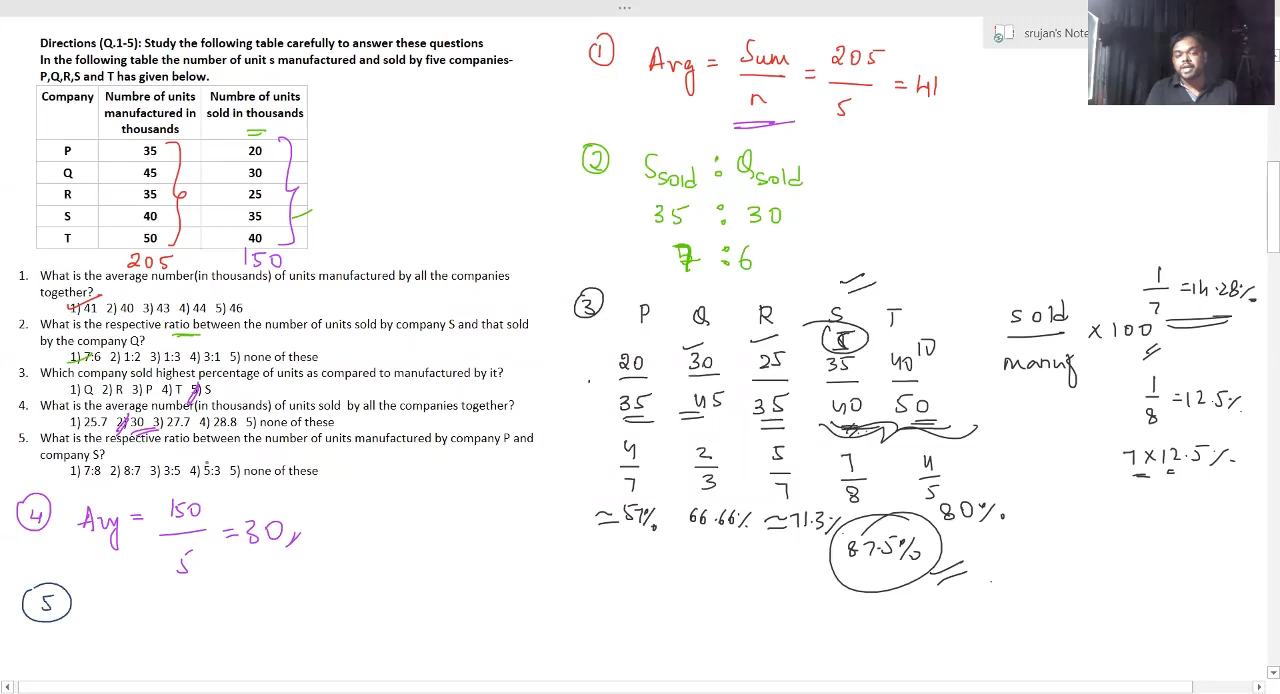 srujan's Note
Directions (Q.1-5): Study the following table carefully to answer these questions
In the following table the number of unit s manufactured and sold by five companies-
P,Q,R,S and T has given below.
Company Numbre of units manufactured in thousands Numbre of units sold in thousands
P 35 20
Q 45 30
R 35 25
S 40 35
T 50 40
205 150
1. What is the average number(in thousands) of units manufactured by all the companies
together?
1) 41 2) 40 3) 43 4) 44 5) 46
2. What is the respective ratio between the number of units sold by company S and that sold
by the company Q?
1) 7:6 2) 1:2 3) 1:3 4) 3:1 5) none of these
3. Which company sold highest percentage of units as compared to manufactured by it?
1) Q 2) R 3) P 4) T 5) S
4. What is the average number(in thousands) of units sold by all the companies together?
1) 25.7 2) 30 3) 27.7 4) 28.8 5) none of these
5. What is the respective ratio between the number of units manufactured by company P and
company S?
1) 7:8 2) 8:7 3) 3:5 4) 5:3 5) none of these
4 Avg = 150/5 = 30
5
1 Avg = Sum/n = 205/5 = 41
2 S sold : Q sold
35 : 30
7 : 6
3 P Q R S T
20/35 30/45 25/35 35/40 40/50 10
4/7 2/3 5/7 7/8 4/5
≈57% 66.66% ≈71.3% 87.5% 80%
sold/manuf × 100
1/7 = 14.28%
1/8 = 12.5%
7 × 12.5%